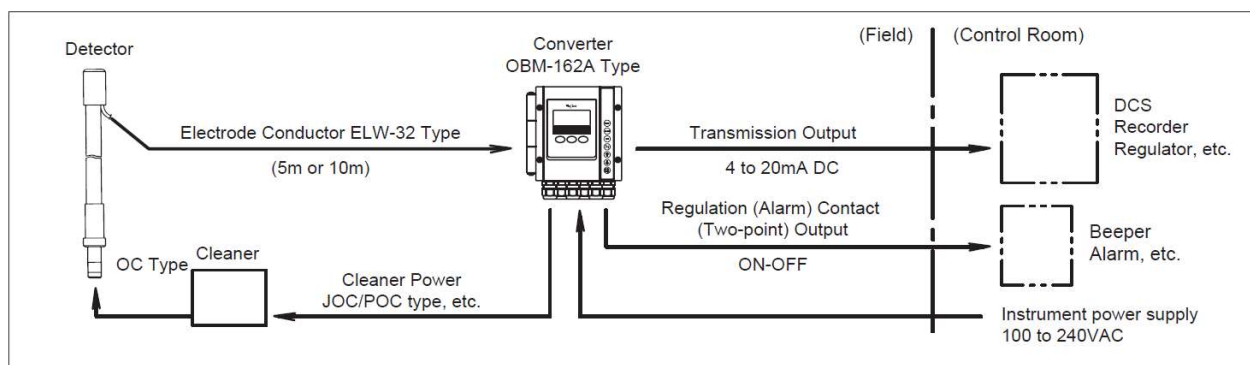 Detector
Converter
OBM-162A Type
(Field)
(Control Room)
Electrode Conductor ELW-32 Type
(5m or 10m)
Transmission Output
4 to 20mA DC
DCS
Recorder
Regulator, etc.
Regulation (Alarm) Contact
(Two-point) Output
ON-OFF
Beeper
Alarm, etc.
OC Type
Cleaner
Cleaner Power
JOC/POC type, etc.
Instrument power supply
100 to 240VAC